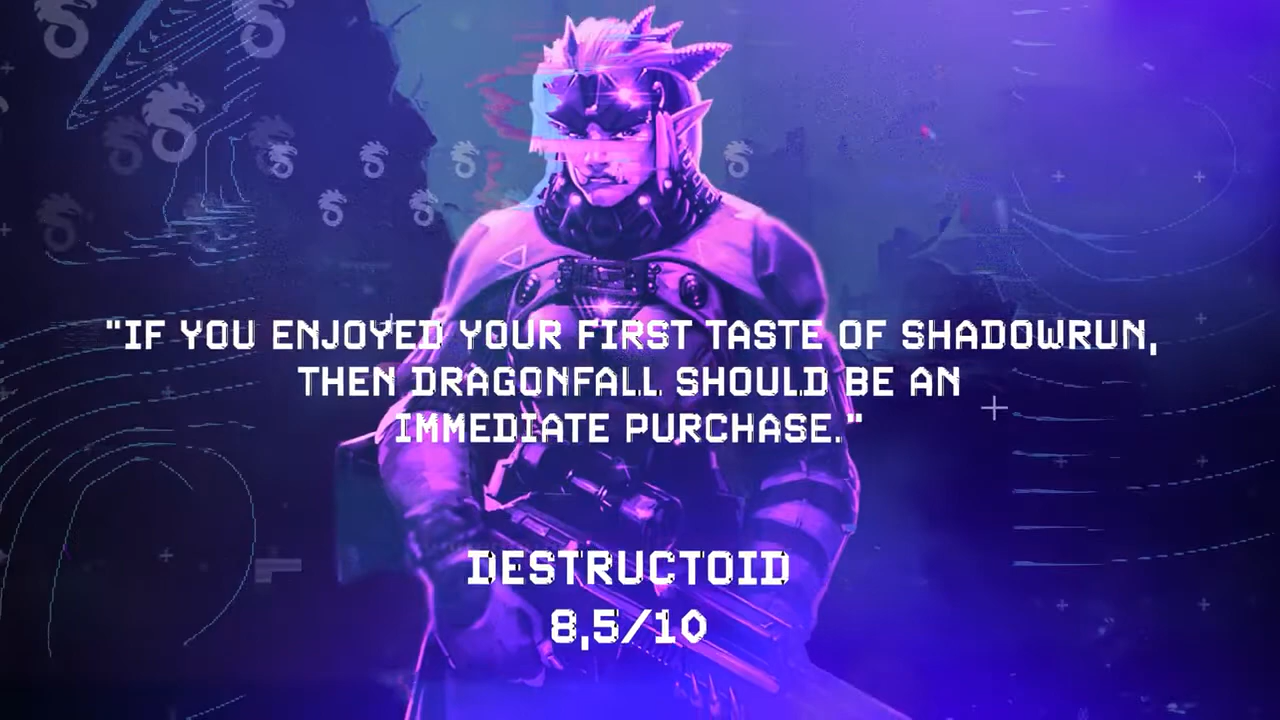 "IF YOU ENJOYED YOUR FIRST TASTE OF SHADOWRUN,
THEN DRAGONFALL SHOULD BE AN
IMMEDIATE PURCHASE."
DESTRUCTOID
8,5/10